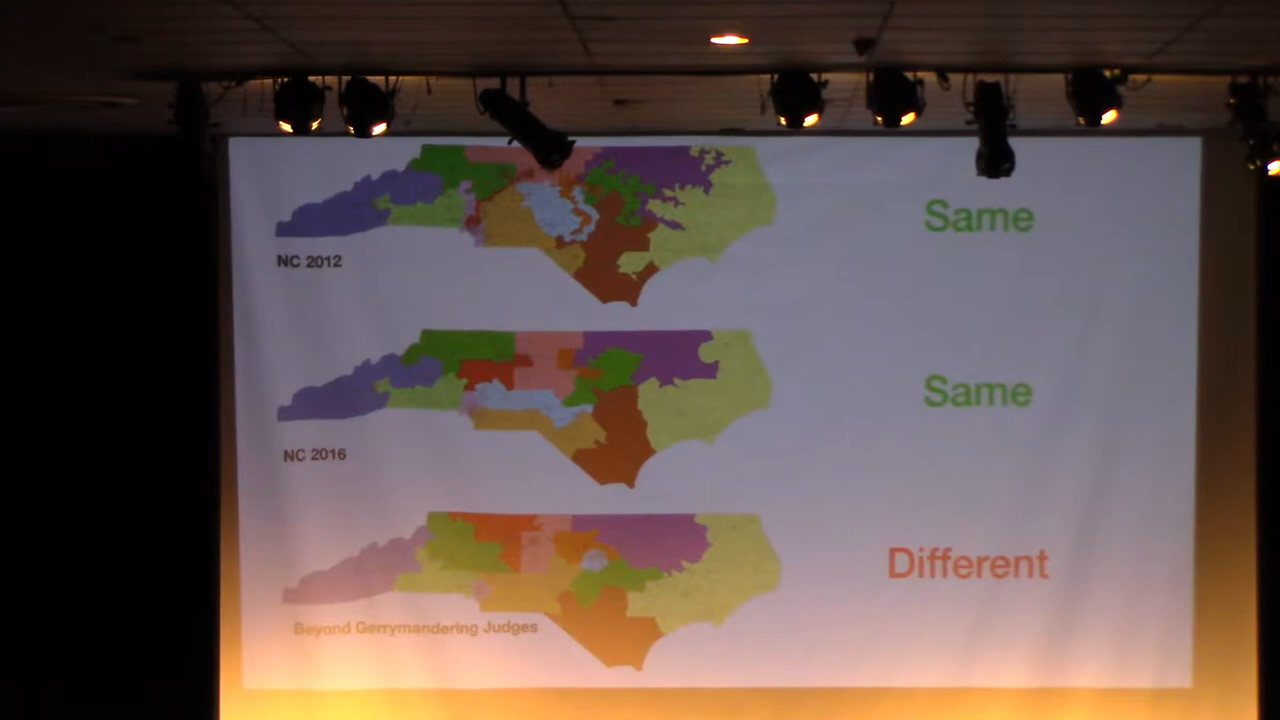 Same
NC 2012
Same
NC 2016
Different
Beyond Gerrymandering Judges